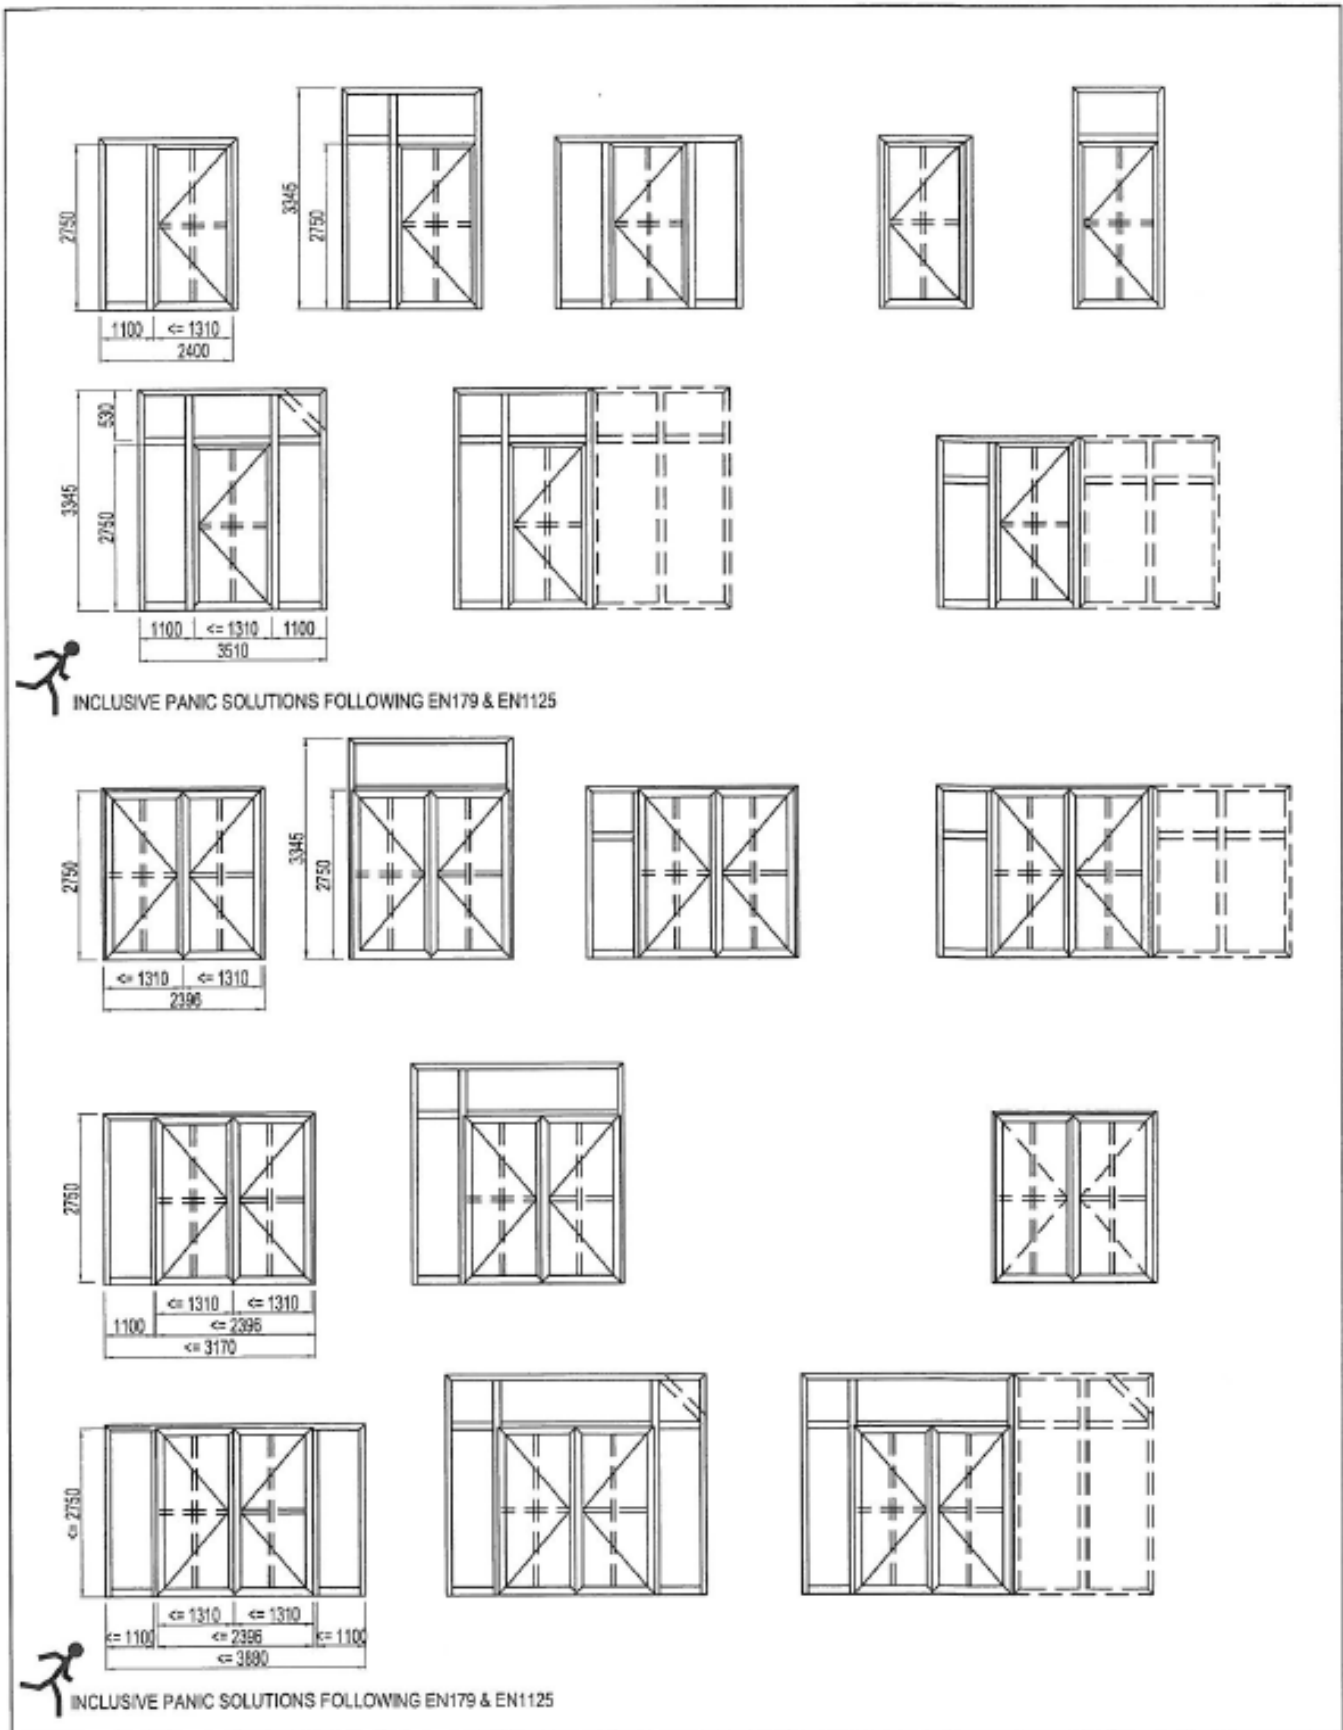 2750
1100 <= 1310
2400
3345
2750
530
3345
2750
1100 <= 1310 1100
3510
INCLUSIVE PANIC SOLUTIONS FOLLOWING EN179 & EN1125
2750
<= 1310 <= 1310
2396
3345
2750
2750
<= 1310 <= 1310
1100 <= 2396
<= 3170
<= 2750
<= 1310 <= 1310
<= 1100 <= 2396 <= 1100
<= 3880
INCLUSIVE PANIC SOLUTIONS FOLLOWING EN179 & EN1125